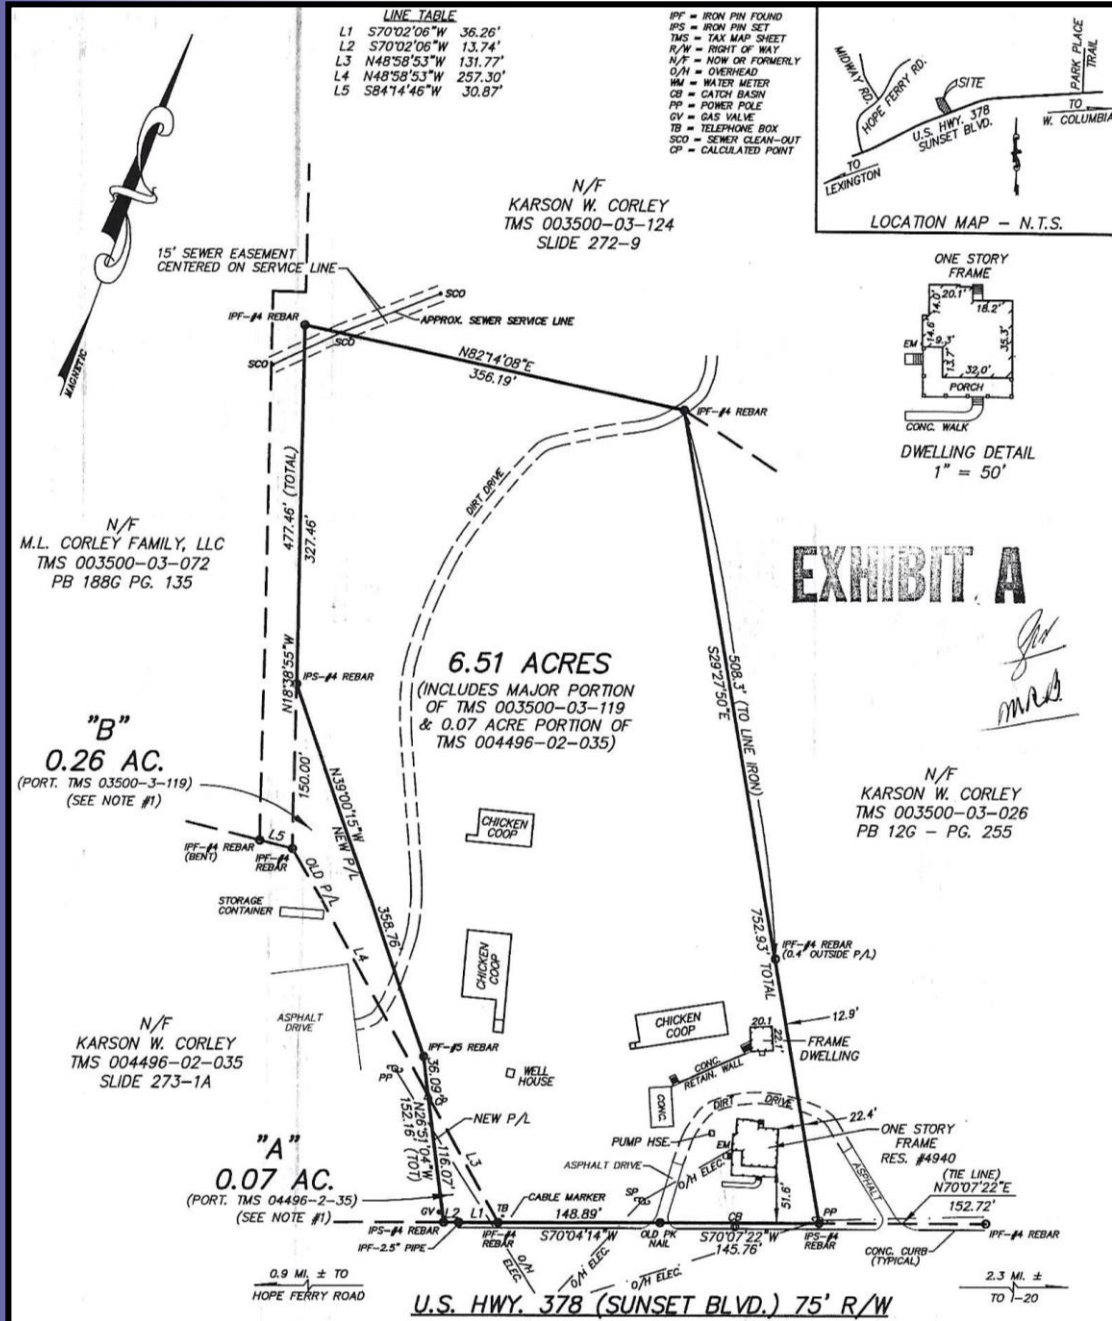 LINE TABLE
L1 S70°02'06"W 36.26'
L2 S70°02'06"W 13.74'
L3 N48°58'53"W 131.77'
L4 N48°58'53"W 257.30'
L5 S84°14'46"W 30.87'
IPF = IRON PIN FOUND
IPS = IRON PIN SET
TMS = TAX MAP SHEET
R/W = RIGHT OF WAY
N/F = NOW OR FORMERLY
O/H = OVERHEAD
WM = WATER METER
CB = CATCH BASIN
PP = POWER POLE
GV = GAS VALVE
TB = TELEPHONE BOX
SCO = SEWER CLEAN-OUT
CP = CALCULATED POINT
MIDWAY RD.
HOPE FERRY RD.
SITE
PARK PLACE
TRAIL
U.S. HWY. 378
SUNSET BLVD.
TO
W. COLUMBIA
TO
LEXINGTON
LOCATION MAP - N.T.S.
MAGNETIC
N/F
KARSON W. CORLEY
TMS 003500-03-124
SLIDE 272-9
15' SEWER EASEMENT
CENTERED ON SERVICE LINE
SCO
IPF-#4 REBAR
APPROX. SEWER SERVICE LINE
SCO
SCO
N82°14'08"E
356.19'
IPF-#4 REBAR
ONE STORY
FRAME
20.1'
14.0'
18.2'
14.6'
9.3'
35.3'
EM
13.7'
32.0'
PORCH
CONC. WALK
DWELLING DETAIL
1" = 50'
DIRT DRIVE
477.46' (TOTAL)
327.46'
N18°38'55"W
150.00'
N/F
M.L. CORLEY FAMILY, LLC
TMS 003500-03-072
PB 188G PG. 135
EXHIBIT A
6.51 ACRES
(INCLUDES MAJOR PORTION
OF TMS 003500-03-119
& 0.07 ACRE PORTION OF
TMS 004496-02-035)
IPS-#4 REBAR
508.3' (TO LINE IRON)
S29°27'50"E
752.93' TOTAL
"B"
0.26 AC.
(PORT. TMS 03500-3-119)
(SEE NOTE #1)
N39°00'15"W
NEW P/L
358.76
N/F
KARSON W. CORLEY
TMS 003500-03-026
PB 12G - PG. 255
CHICKEN
COOP
L5
IPF-#4 REBAR
(BENT)
IPF-#4
REBAR
OLD P/L
STORAGE
CONTAINER
L4
CHICKEN
COOP
IPF-#4 REBAR
(0.4' OUTSIDE P/L)
ASPHALT
DRIVE
N/F
KARSON W. CORLEY
TMS 004496-02-035
SLIDE 273-1A
CHICKEN
COOP
20.1
22.1'
12.9'
FRAME
DWELLING
IPF-#5 REBAR
PP
WELL
HOUSE
CONC.
RETAIN. WALL
CONC.
DIRT DRIVE
22.4'
36.09'
116.07'
N26°51'04"W
152.16 (TOT)
NEW P/L
L3
PUMP HSE.
EM
ONE STORY
FRAME
RES. #4940
ASPHALT DRIVE
O/H ELEC.
ASPHALT
51.6'
(TIE LINE)
N70°07'22"E
152.72'
"A"
0.07 AC.
(PORT. TMS 04496-2-35)
(SEE NOTE #1)
CABLE MARKER
SP
GV
L2
L1
TB
148.89'
CB
PP
IPS-#4 REBAR
IPF-2.5" PIPE
IPF-#4
REBAR
S70°04'14"W
OLD PK
NAIL
S70°07'22"W
145.76'
IPS-#4
REBAR
IPF-#4 REBAR
CONC. CURB
(TYPICAL)
O/H
ELEC.
O/H ELEC.
O/H ELEC.
0.9 MI. ± TO
HOPE FERRY ROAD
2.3 MI. ±
TO I-20
U.S. HWY. 378 (SUNSET BLVD.) 75' R/W